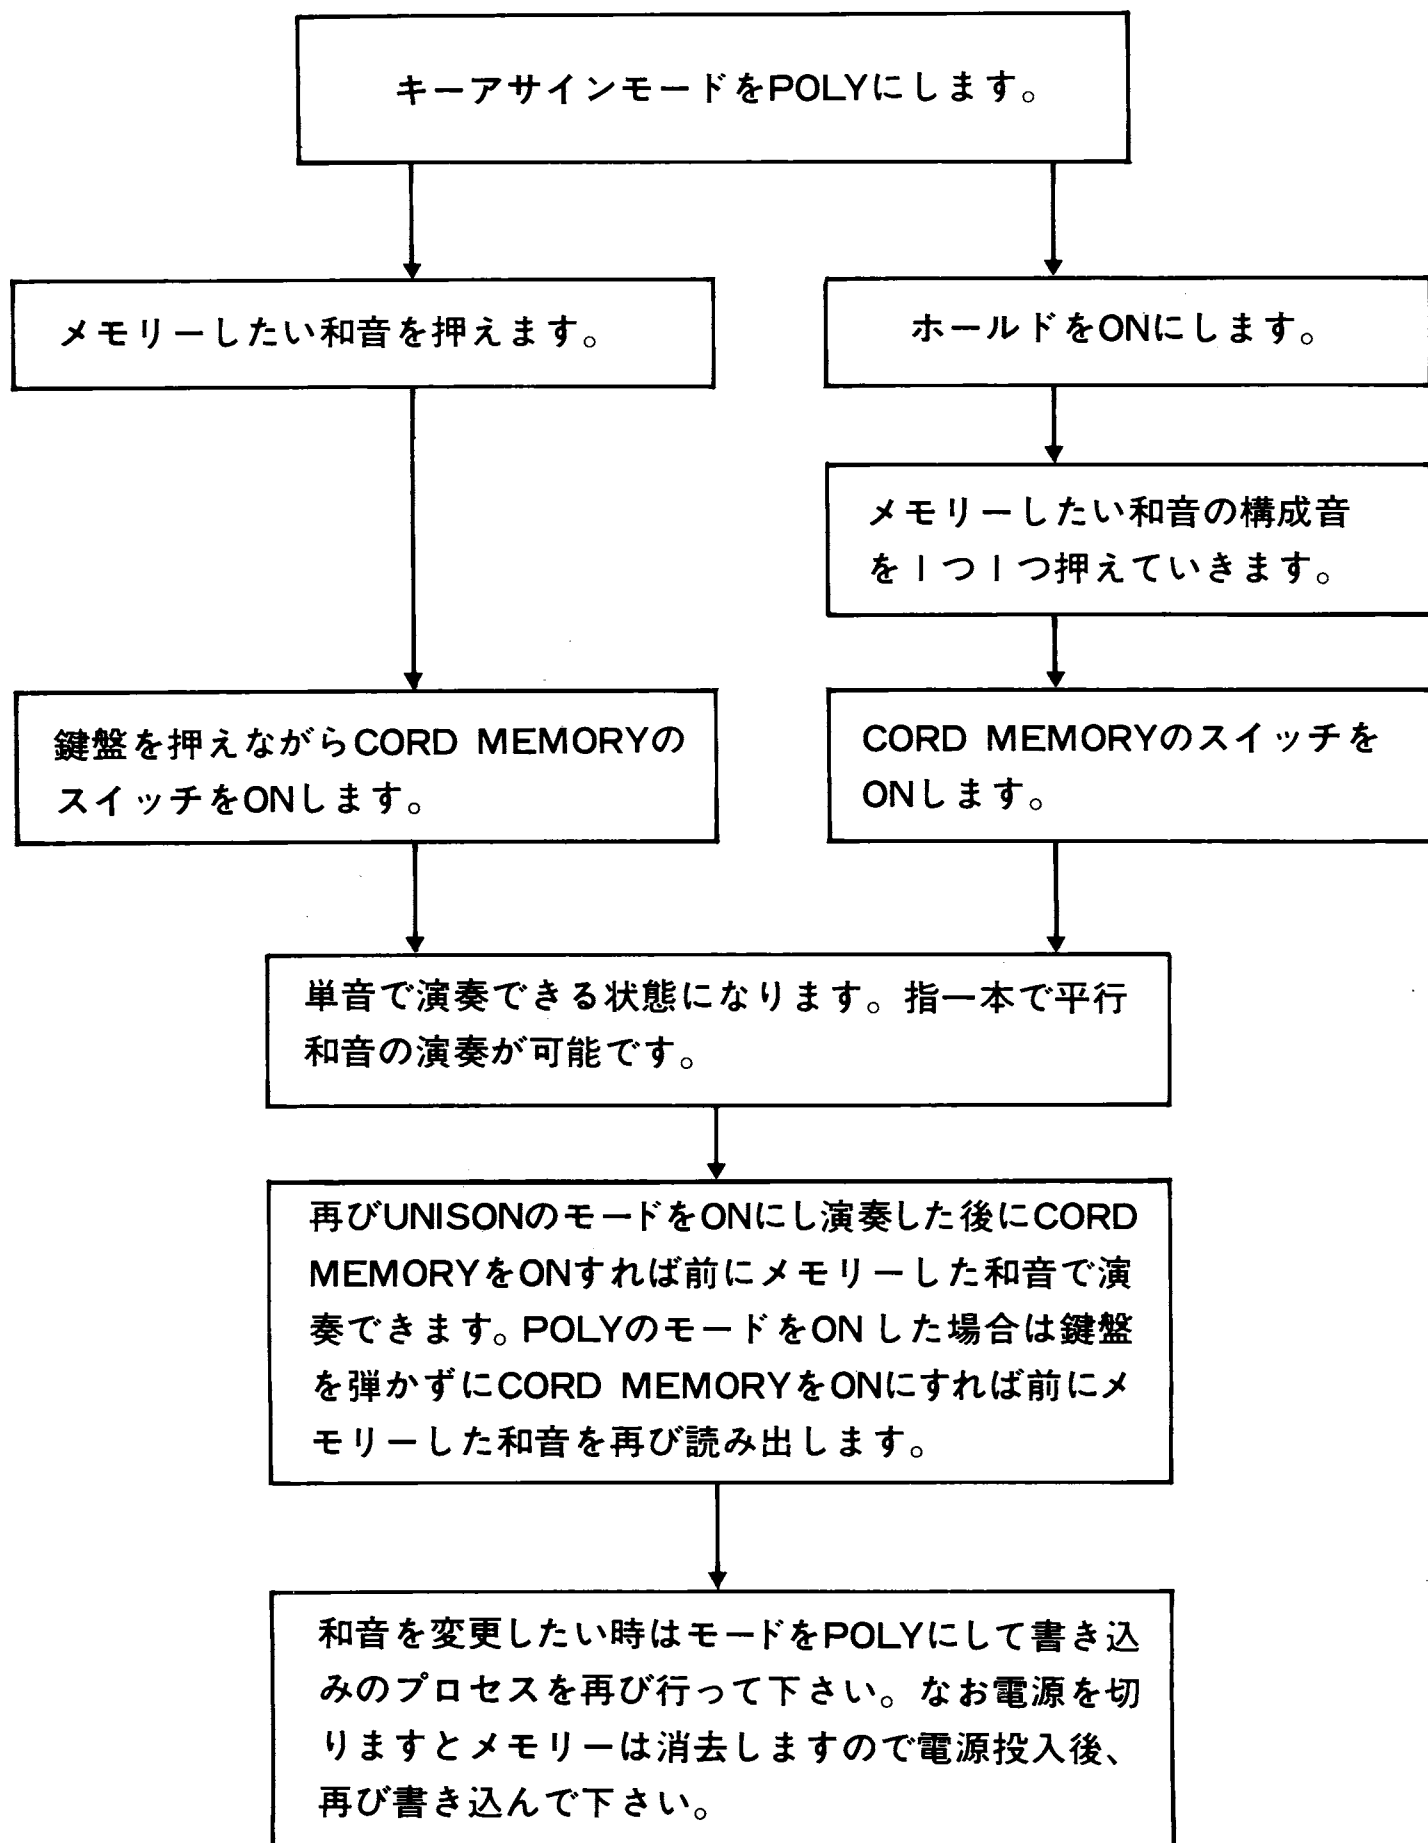 キーアサインモードをPOLYにします。
メモリーしたい和音を押えます。
ホールドをONにします。
メモリーしたい和音の構成音
を1つ1つ押えていきます。
鍵盤を押えながらCORD MEMORYの
スイッチをONします。
CORD MEMORYのスイッチを
ONします。
単音で演奏できる状態になります。指一本で平行
和音の演奏が可能です。
再びUNISONのモードをONにし演奏した後にCORD
MEMORYをONすれば前にメモリーした和音で演
奏できます。POLYのモードをONした場合は鍵盤
を弾かずにCORD MEMORYをONにすれば前にメ
モリーした和音を再び読み出します。
和音を変更したい時はモードをPOLYにして書き込
みのプロセスを再び行って下さい。なお電源を切
りますとメモリーは消去しますので電源投入後、
再び書き込んで下さい。